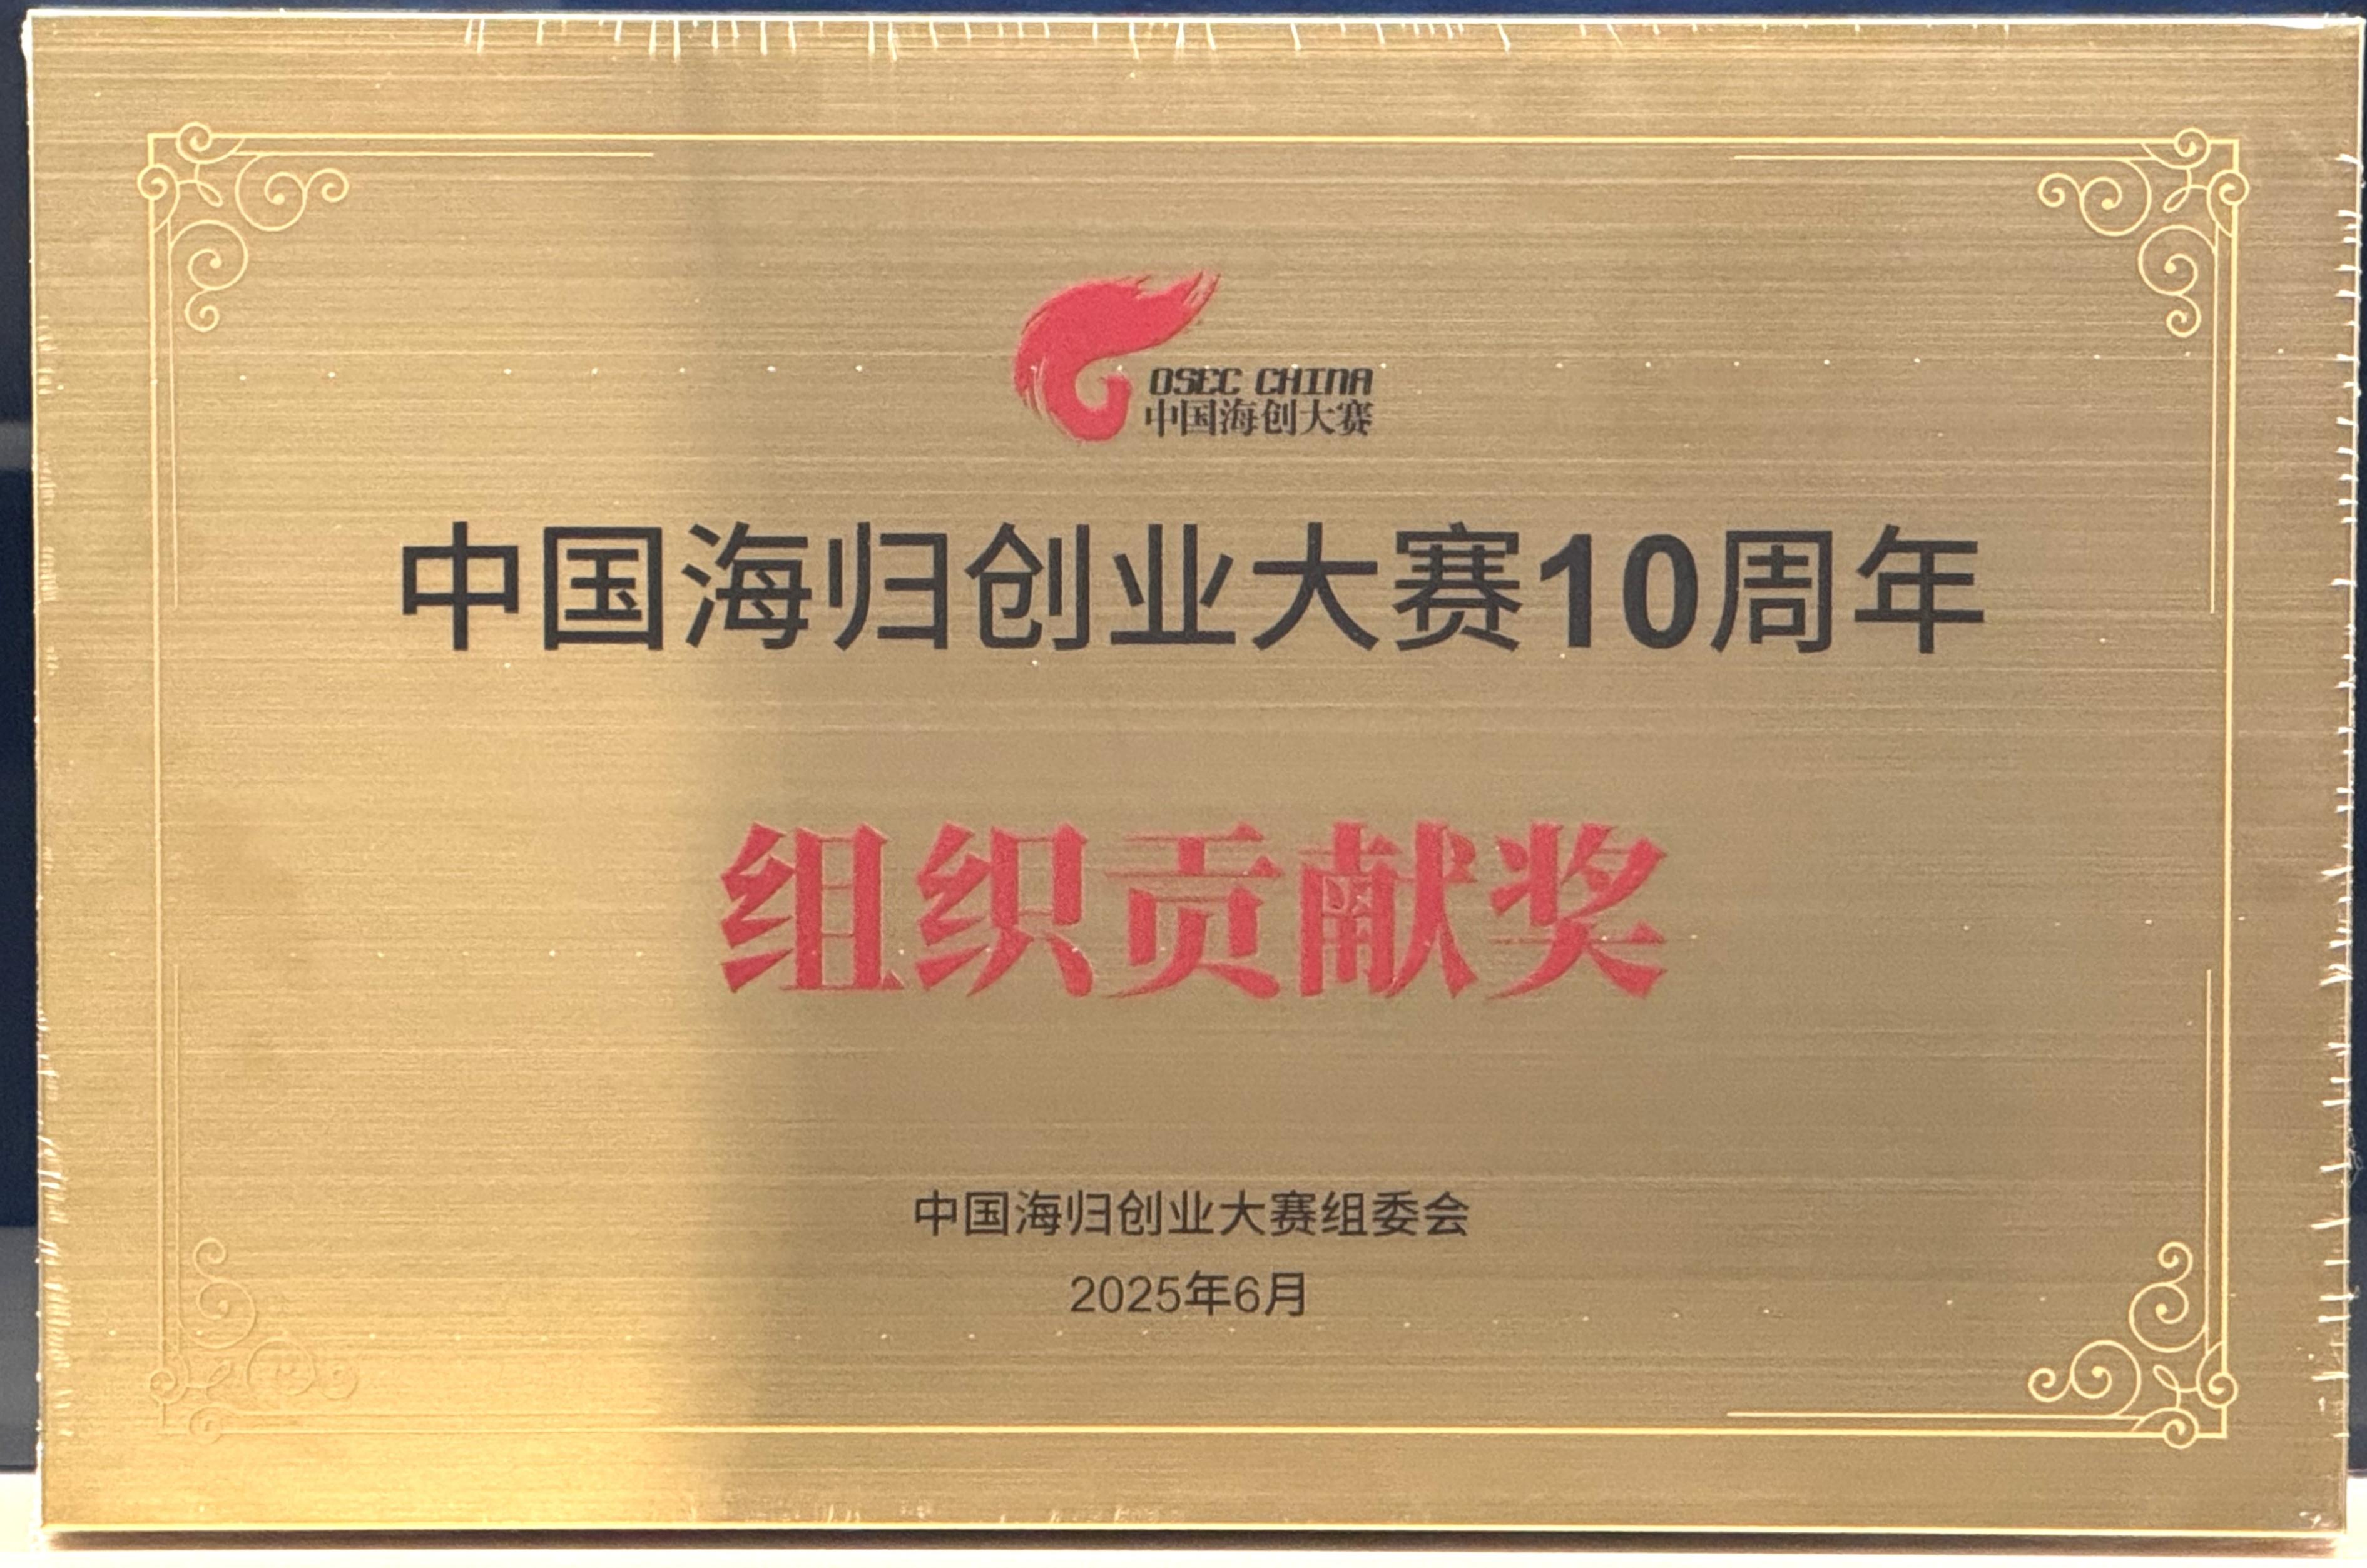 OSEC CHINA
中国海创大赛
中国海归创业大赛10周年
组织贡献奖
中国海归创业大赛组委会
2025年6月